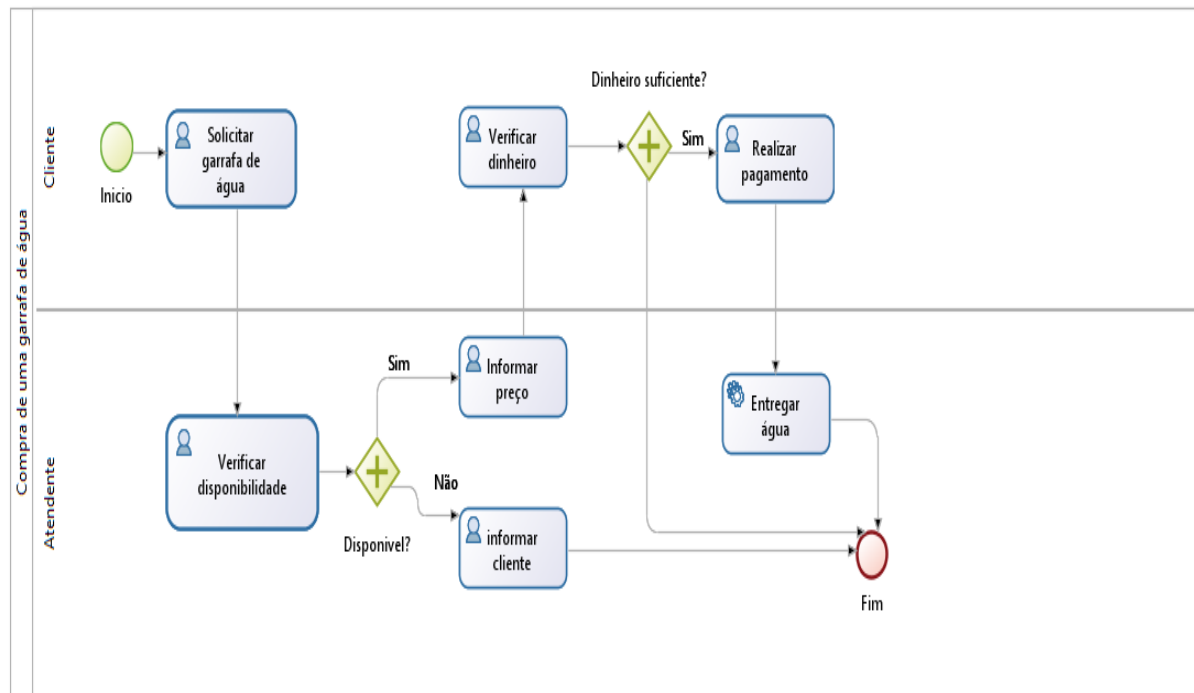 Compra de uma garrafa de água
Cliente
Inicio
Solicitar
garrafa de
água
Verificar
dinheiro
Dinheiro suficiente?
Sim
Realizar
pagamento
Atendente
Verificar
disponibilidade
Disponivel?
Sim
Informar
preço
Não
informar
cliente
Entregar
água
Fim